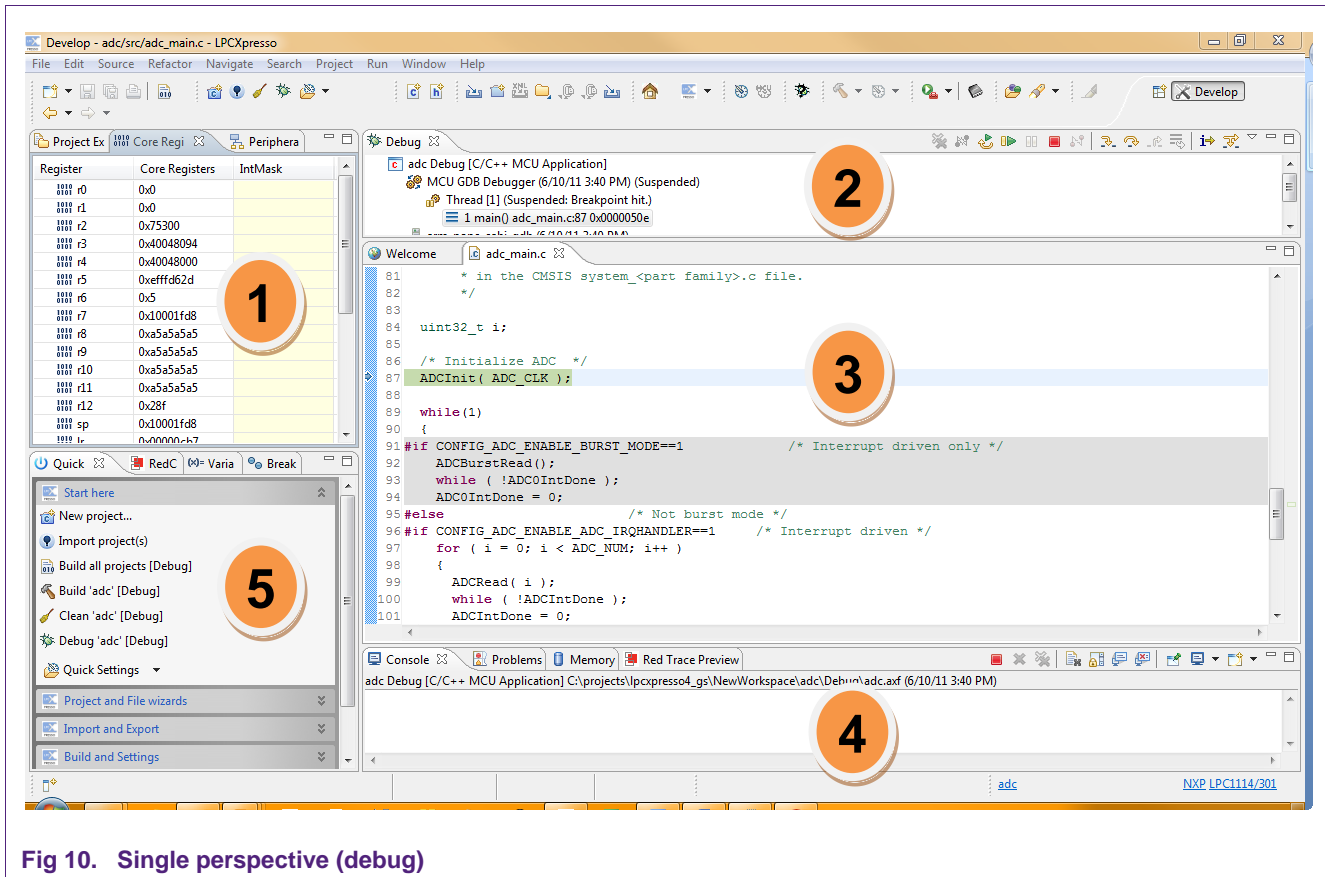 Develop - adc/src/adc_main.c - LPCXpresso
File Edit Source Refactor Navigate Search Project Run Window Help
Develop
Project Ex Core Regi Periphera
Register Core Registers IntMask
r0 0x0
r1 0x0
r2 0x75300
r3 0x40048094
r4 0x40048000
r5 0xefffd62d
r6 0x5
r7 0x10001fd8
r8 0xa5a5a5a5
r9 0xa5a5a5a5
r10 0xa5a5a5a5
r11 0xa5a5a5a5
r12 0x28f
sp 0x10001fd8
lr 0x00000cb7
1
Debug
adc Debug [C/C++ MCU Application]
MCU GDB Debugger (6/10/11 3:40 PM) (Suspended)
Thread [1] (Suspended: Breakpoint hit.)
1 main() adc_main.c:87 0x0000050e
2
Welcome adc_main.c
81 * in the CMSIS system_<part family>.c file.
82 */
83
84 uint32_t i;
85
86 /* Initialize ADC */
87 ADCInit( ADC_CLK );
88
89 while(1)
90 {
91 #if CONFIG_ADC_ENABLE_BURST_MODE==1 /* Interrupt driven only */
92 ADCBurstRead();
93 while ( !ADC0IntDone );
94 ADC0IntDone = 0;
95 #else /* Not burst mode */
96 #if CONFIG_ADC_ENABLE_ADC_IRQHANDLER==1 /* Interrupt driven */
97 for ( i = 0; i < ADC_NUM; i++ )
98 {
99 ADCRead( i );
100 while ( !ADCIntDone );
101 ADCIntDone = 0;
3
Quick RedC (x)= Varia Break
Start here
New project...
Import project(s)
Build all projects [Debug]
Build 'adc' [Debug]
Clean 'adc' [Debug]
Debug 'adc' [Debug]
Quick Settings
Project and File wizards
Import and Export
Build and Settings
5
Console Problems Memory Red Trace Preview
adc Debug [C/C++ MCU Application] C:\projects\lpcxpresso4_gs\NewWorkspace\adc\Debug\adc.axf (6/10/11 3:40 PM)
4
adc NXP LPC1114/301
Fig 10. Single perspective (debug)